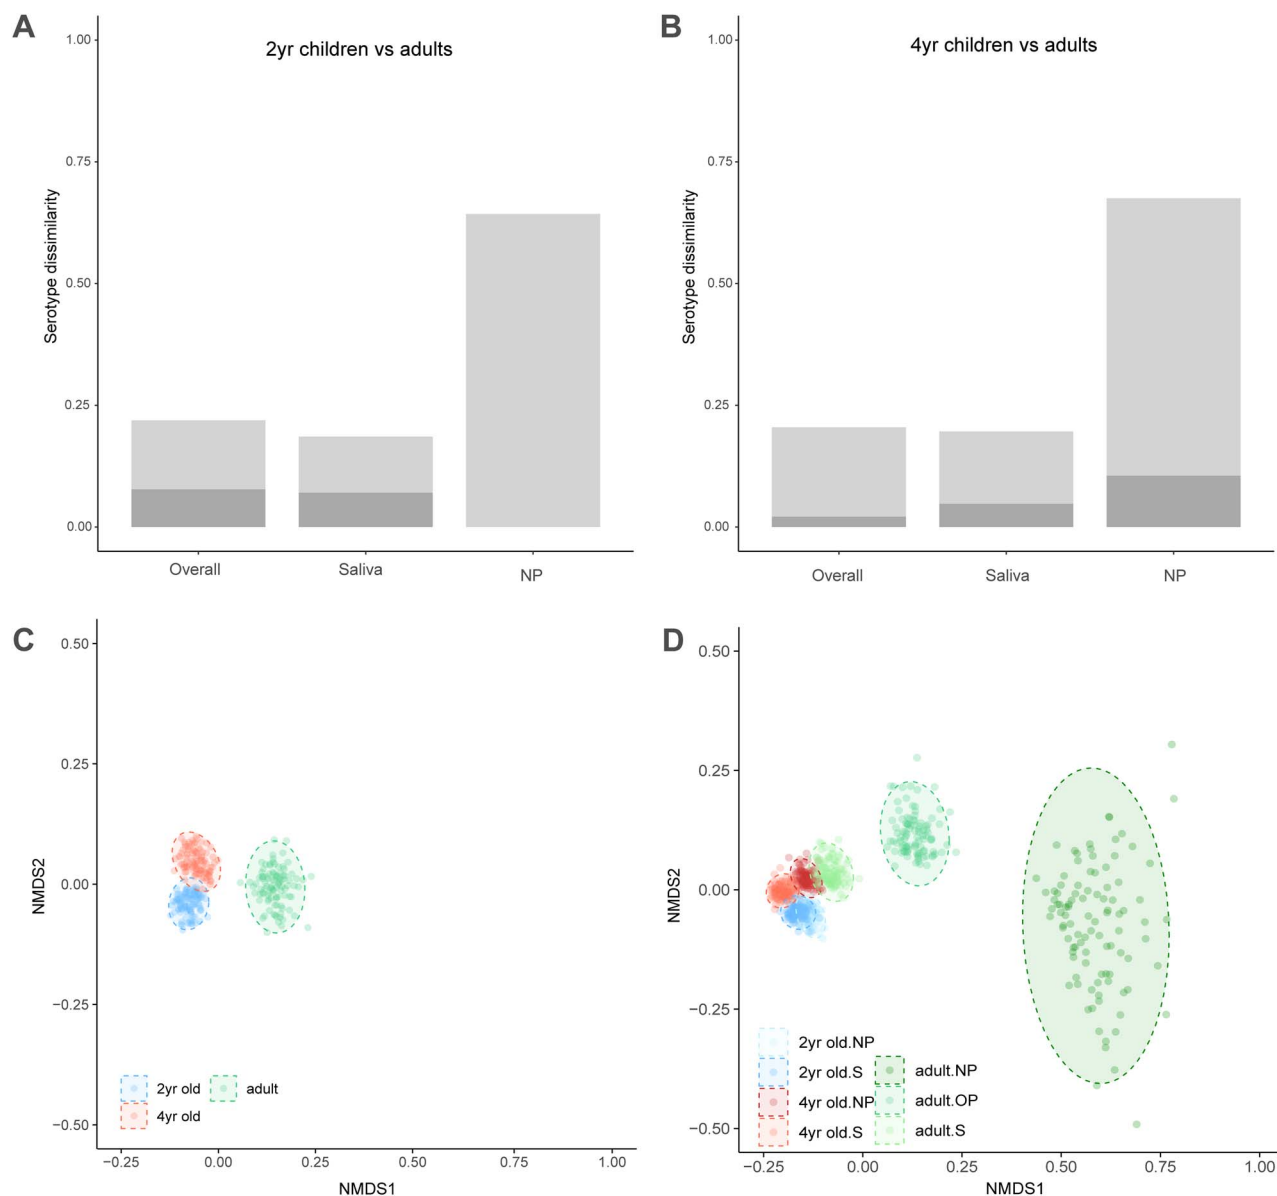 A
2yr children vs adults
1.00
0.75
0.50
0.25
0.00
Serotype dissimilarity
Overall Saliva NP
B
4yr children vs adults
1.00
0.75
0.50
0.25
0.00
Serotype dissimilarity
Overall Saliva NP
C
0.50
0.25
0.00
−0.25
−0.50
NMDS2
2yr old adult
4yr old
−0.25 0.00 0.25 0.50 0.75 1.00
NMDS1
D
0.50
0.25
0.00
−0.25
−0.50
NMDS2
2yr old.NP
2yr old.S adult.NP
4yr old.NP adult.OP
4yr old.S adult.S
−0.25 0.00 0.25 0.50 0.75 1.00
NMDS1